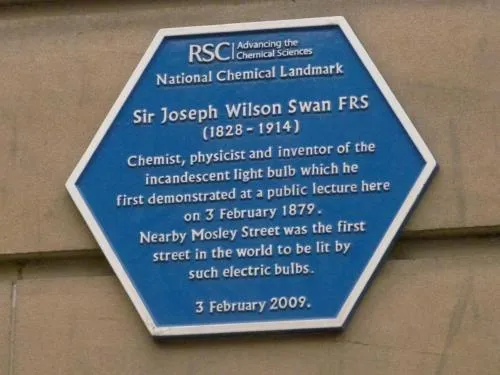 RSC | Advancing the
Chemical Sciences
National Chemical Landmark
Sir Joseph Wilson Swan FRS
(1828 - 1914)
Chemist, physicist and inventor of the
incandescent light bulb which he
first demonstrated at a public lecture here
on 3 February 1879.
Nearby Mosley Street was the first
street in the world to be lit by
such electric bulbs.
3 February 2009.